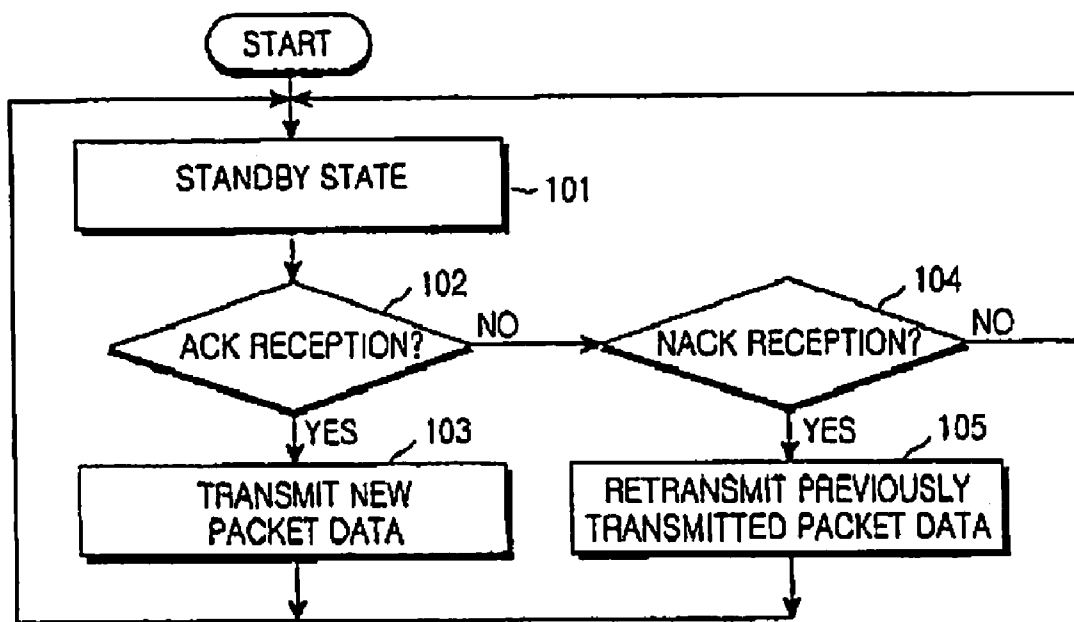 START
STANDBY STATE
101
102
ACK RECEPTION?
NO
104
NACK RECEPTION?
NO
YES
103
TRANSMIT NEW
PACKET DATA
YES
105
RETRANSMIT PREVIOUSLY
TRANSMITTED PACKET DATA